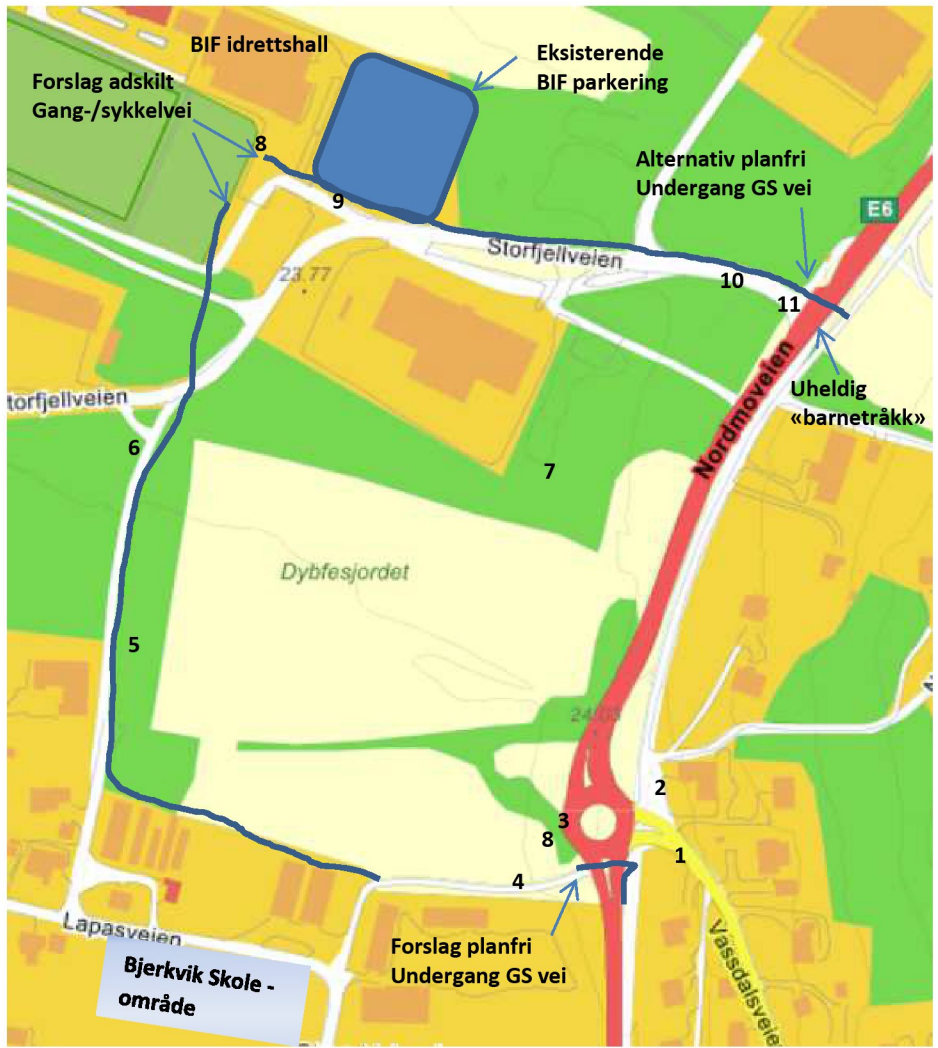 BIF idrettshall
Eksisterende
BIF parkering
Forslag adskilt
Gang-/sykkelvei
8
Alternativ planfri
Undergang GS vei
9
E6
Storfjellveien
10
23.77
11
Nordmoveien
Uheldig
«barnetråkk»
torfjellveien
6
7
Dybfesjordet
5
24.03
2
3
8
1
4
Forslag planfri
Undergang GS vei
Vassdalsveien
Lapasveien
Bjerkvik Skole -
område